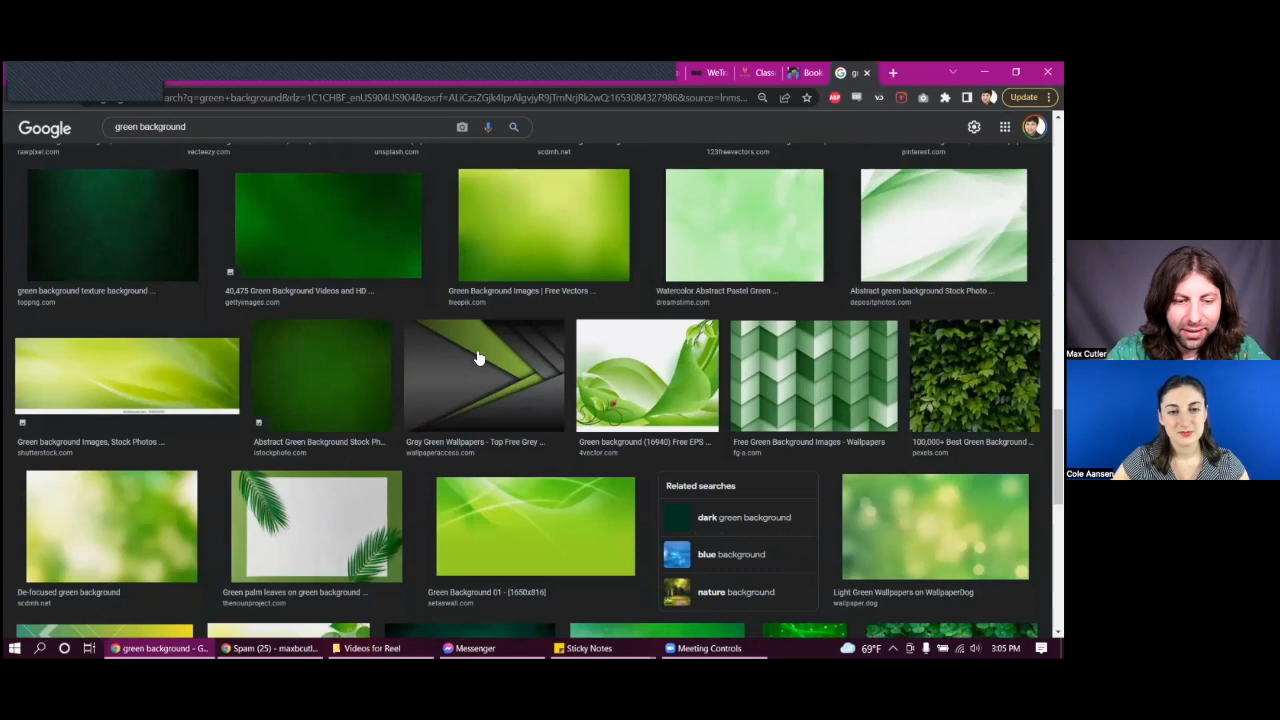 WeTr
Class
Book
gr
arch?q=green+background&rlz=1C1CHBF_enUS904US904&sxsrf=ALiCzsZGjk4IprAlgvjyR9jTrnNrjRk2wQ:1653084327986&source=lnms...
Update
Google
green background
rawpixel.com
vecteezy.com
unsplash.com
scdmh.net
123freevectors.com
pinterest.com
green background texture background ...
toppng.com
40,475 Green Background Videos and HD ...
gettyimages.com
Green Background Images | Free Vectors ...
freepik.com
Watercolor Abstract Pastel Green ...
dreamstime.com
Abstract green background Stock Photo ...
depositphotos.com
Green background Images, Stock Photos ...
shutterstock.com
Abstract Green Background Stock Ph...
istockphoto.com
Grey Green Wallpapers - Top Free Grey ...
wallpaperaccess.com
Green background (16940) Free EPS ...
4vector.com
Free Green Background Images - Wallpapers
fg-a.com
100,000+ Best Green Background ...
pexels.com
De-focused green background
scdmh.net
Green palm leaves on green background ...
thenounproject.com
Green Background 01 - [1650x816]
setaswall.com
Related searches
dark green background
blue background
nature background
Light Green Wallpapers on WallpaperDog
wallpaper.dog
Max Cutler
Cole Aansen
green background - G...
Spam (25) - maxbcutl...
Videos for Reel
Messenger
Sticky Notes
Meeting Controls
69°F
3:05 PM